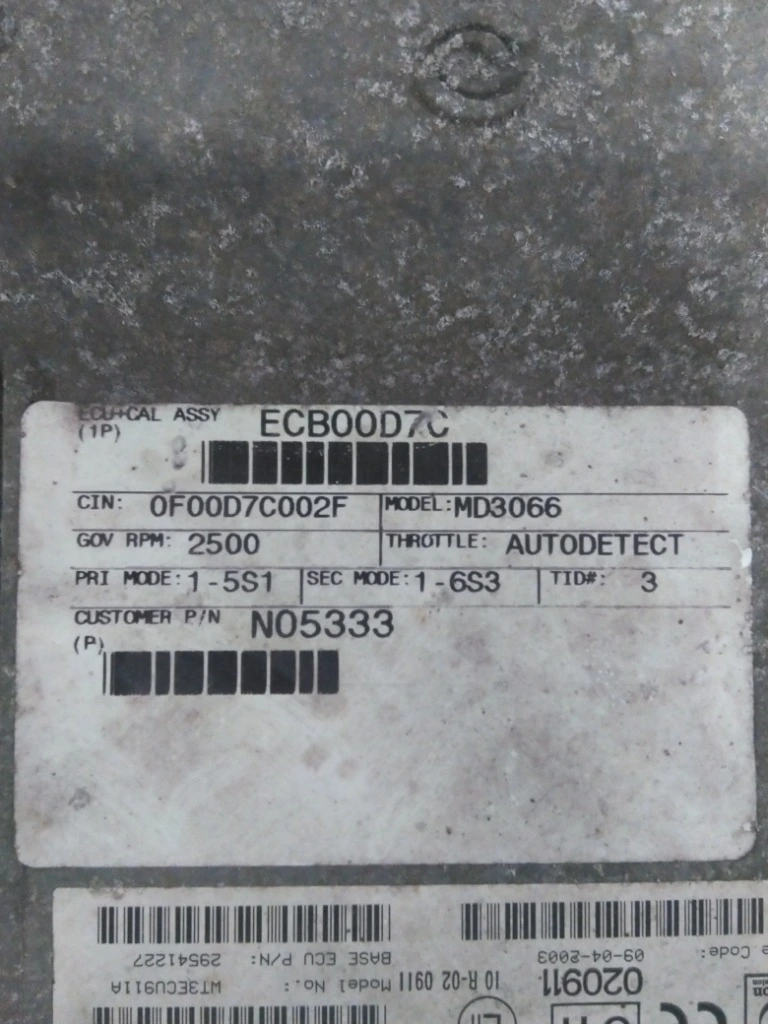 ECU+CAL ASSY ECB00D7C
(1P)
CIN: 0F00D7C002F MODEL: MD3066
GOV RPM: 2500 THROTTLE: AUTODETECT
PRI MODE: 1-5S1 SEC MODE: 1-6S3 TID#: 3
CUSTOMER P/N N05333
(P)
BASE ECU P/N: 29541227
Code: 09-04-2003
Model No.: WT3ECU911A
10 R-02 0911
020911